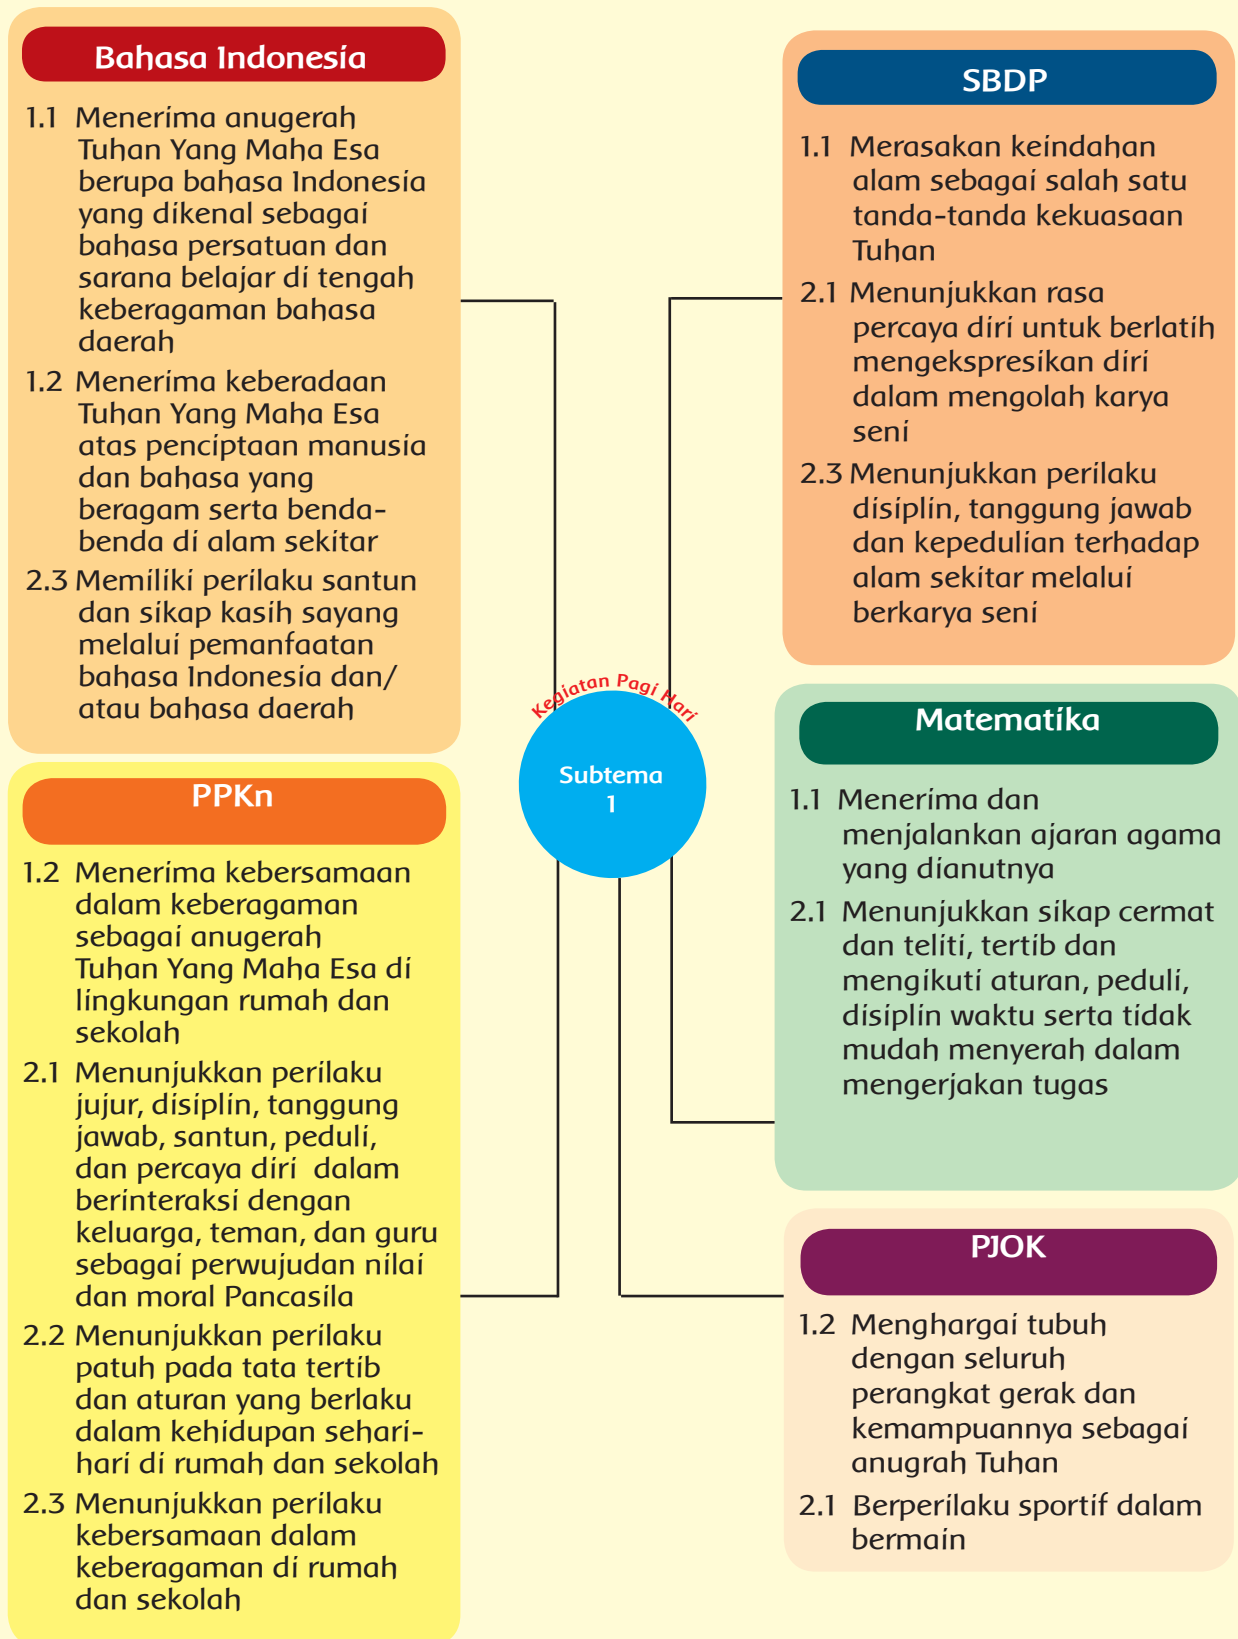 Bahasa Indonesia
1.1 Menerima anugerah
Tuhan Yang Maha Esa
berupa bahasa Indonesia
yang dikenal sebagai
bahasa persatuan dan
sarana belajar di tengah
keberagaman bahasa
daerah
1.2 Menerima keberadaan
Tuhan Yang Maha Esa
atas penciptaan manusia
dan bahasa yang
beragam serta benda-
benda di alam sekitar
2.3 Memiliki perilaku santun
dan sikap kasih sayang
melalui pemanfaatan
bahasa Indonesia dan/
atau bahasa daerah
PPKn
1.2 Menerima kebersamaan
dalam keberagaman
sebagai anugerah
Tuhan Yang Maha Esa di
lingkungan rumah dan
sekolah
2.1 Menunjukkan perilaku
jujur, disiplin, tanggung
jawab, santun, peduli,
dan percaya diri dalam
berinteraksi dengan
keluarga, teman, dan guru
sebagai perwujudan nilai
dan moral Pancasila
2.2 Menunjukkan perilaku
patuh pada tata tertib
dan aturan yang berlaku
dalam kehidupan sehari-
hari di rumah dan sekolah
2.3 Menunjukkan perilaku
kebersamaan dalam
keberagaman di rumah
dan sekolah
Kegiatan Pagi Hari
Subtema
1
SBDP
1.1 Merasakan keindahan
alam sebagai salah satu
tanda-tanda kekuasaan
Tuhan
2.1 Menunjukkan rasa
percaya diri untuk berlatih
mengekspresikan diri
dalam mengolah karya
seni
2.3 Menunjukkan perilaku
disiplin, tanggung jawab
dan kepedulian terhadap
alam sekitar melalui
berkarya seni
Matematika
1.1 Menerima dan
menjalankan ajaran agama
yang dianutnya
2.1 Menunjukkan sikap cermat
dan teliti, tertib dan
mengikuti aturan, peduli,
disiplin waktu serta tidak
mudah menyerah dalam
mengerjakan tugas
PJOK
1.2 Menghargai tubuh
dengan seluruh
perangkat gerak dan
kemampuannya sebagai
anugrah Tuhan
2.1 Berperilaku sportif dalam
bermain